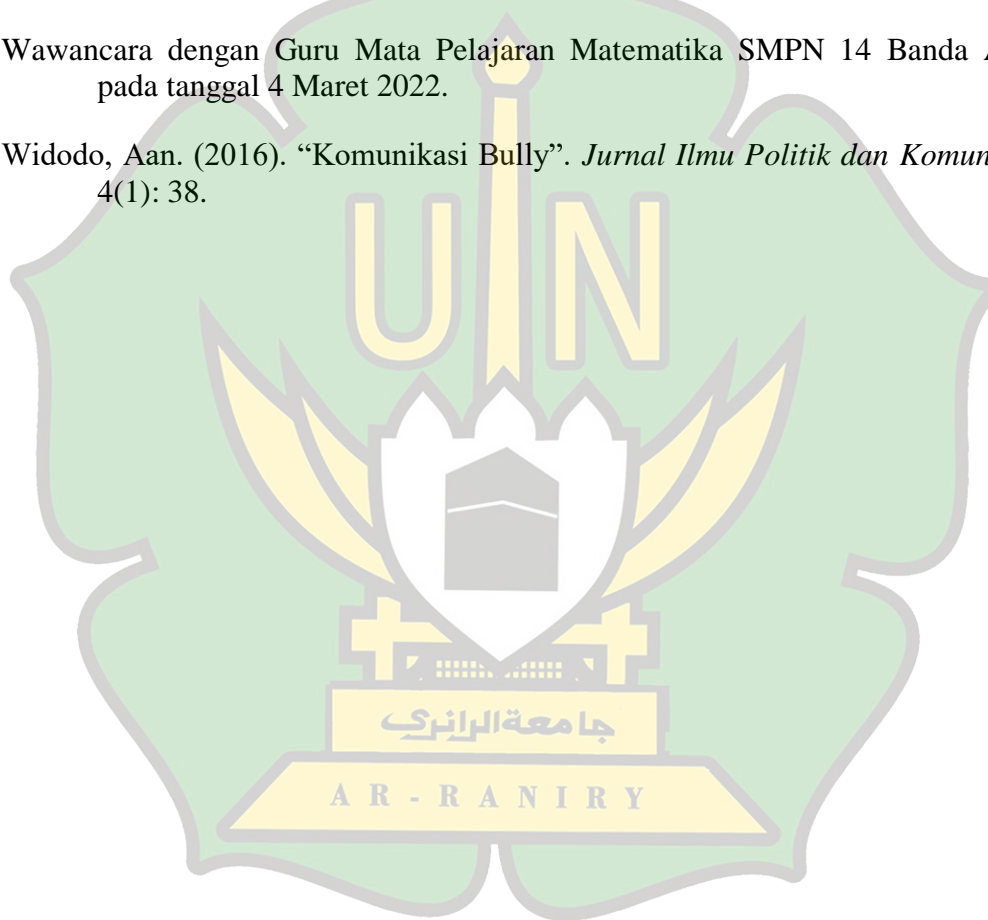 Wawancara dengan Guru Mata Pelajaran Matematika SMPN 14 Banda
pada tanggal 4 Maret 2022.
Widodo, Aan. (2016). “Komunikasi Bully”. Jurnal Ilmu Politik dan
4(1): 38.
UIN
جامعة الرانري
AR-RANIRY